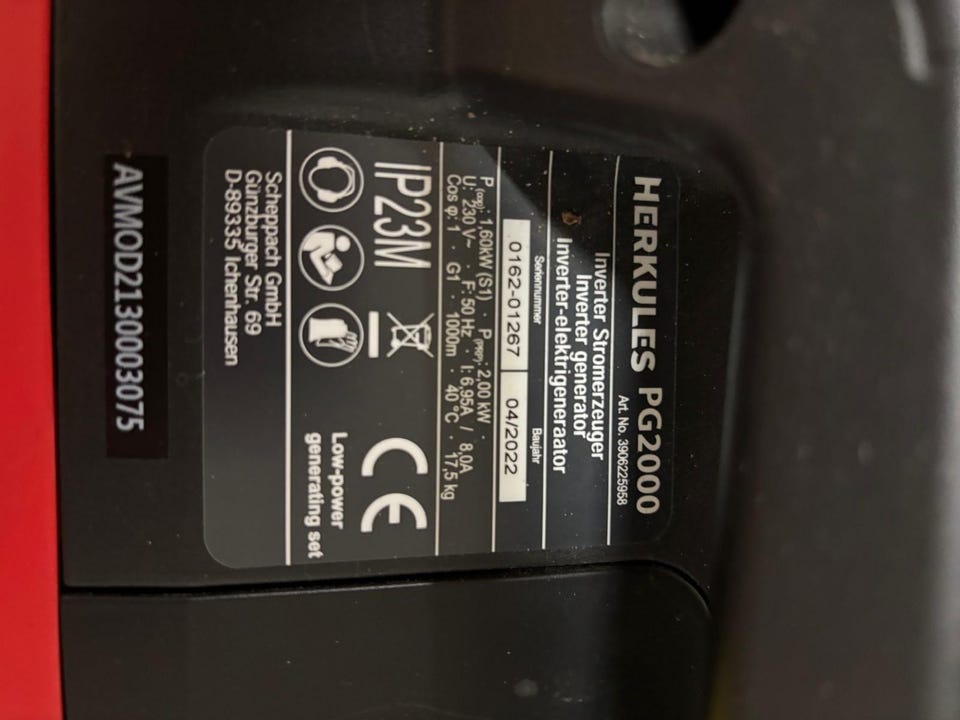 HERKULES PG2000
Art. No. 3906225958
Inverter Stromerzeuger
Inverter generator
Inverter-elektrigeneraator
Seriennummer Baujahr
0162-01267 04/2022
P(cop): 1,60kW (S1) · P(PRP): 2,00 kW ·
U: 230 V~ · F: 50 Hz · I: 6,95A / 8,0A
Cos φ: 1 · G1 · 1000m · 40 °C · 17,5 kg
IP23M
CE
Low-power
generating set
Scheppach GmbH
Günzburger Str. 69
D-89335 Ichenhausen
AVMOD2130003075